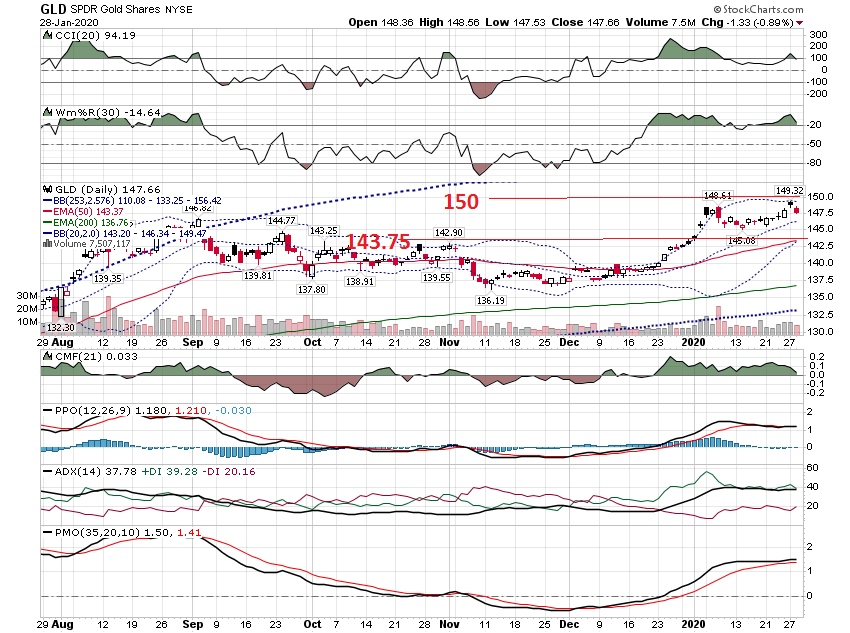 GLD SPDR Gold Shares NYSE
© StockCharts.com
28-Jan-2020
Open 148.36 High 148.56 Low 147.53 Close 147.66 Volume 7.5M Chg -1.33 (-0.89%)
CCI(20) 94.19
300
200
100
0
-100
-200
Wm%R(30) -14.64
-20
-50
-80
GLD (Daily) 147.66
BB(253,2.576) 110.08 - 133.25 - 156.42
EMA(50) 143.37
EMA(200) 136.76
BB(20,2.0) 143.20 - 146.34 - 149.47
Volume 7,507,117
150
143.75
146.82
144.77
143.25
142.90
148.61
149.32
139.35
139.81
137.80
138.91
139.55
136.19
145.08
132.30
150.0
147.5
145.0
142.5
140.0
137.5
135.0
132.5
130.0
30M
20M
10M
29 Aug 12 19 26 Sep 9 16 23 Oct 7 14 21 28 Nov 11 18 25 Dec 9 16 23 2020 13 21 27
CMF(21) 0.033
0.2
0.1
0.0
-0.1
-0.2
PPO(12,26,9) 1.180, 1.210, -0.030
2
1
0
ADX(14) 37.78 +DI 39.28 -DI 20.16
60
40
20
PMO(35,20,10) 1.50, 1.41
2
1
0
29 Aug 12 19 26 Sep 9 16 23 Oct 7 14 21 28 Nov 11 18 25 Dec 9 16 23 2020 13 21 27